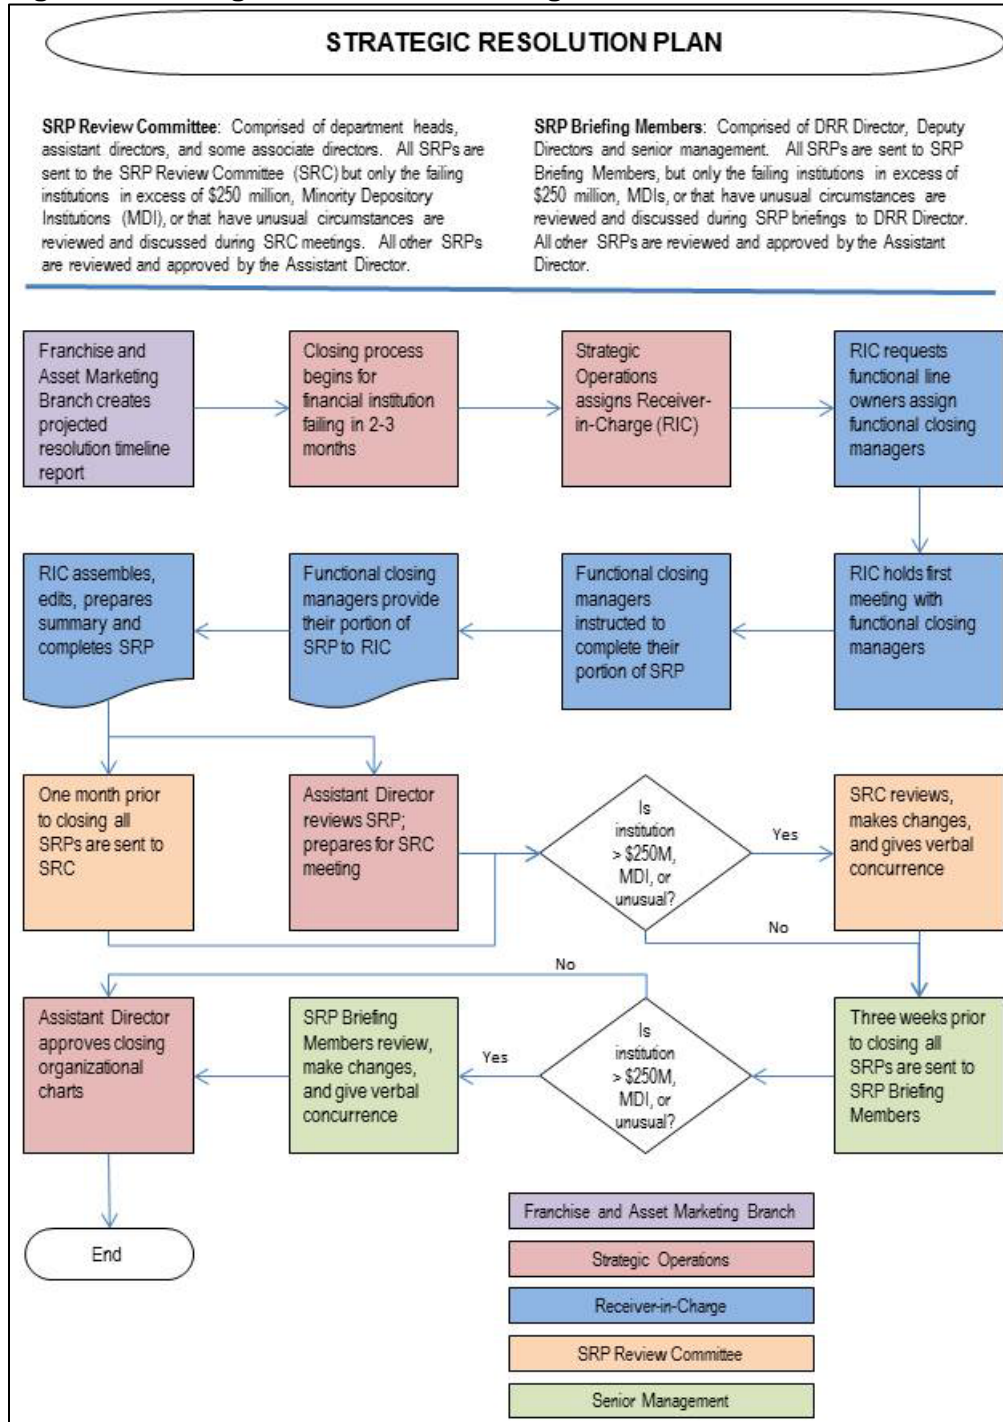 STRATEGIC RESOLUTION PLAN
SRP Review Committee: Comprised of department heads,
assistant directors, and some associate directors. All SRPs are
sent to the SRP Review Committee (SRC) but only the failing
institutions in excess of $250 million, Minority Depository
Institutions (MDI), or that have unusual circumstances are
reviewed and discussed during SRC meetings. All other SRPs
are reviewed and approved by the Assistant Director.
SRP Briefing Members: Comprised of DRR Director, Deputy
Directors and senior management. All SRPs are sent to SRP
Briefing Members, but only the failing institutions in excess of
$250 million, MDIs, or that have unusual circumstances are
reviewed and discussed during SRP briefings to DRR Director.
All other SRPs are reviewed and approved by the Assistant
Director.
Franchise and
Asset Marketing
Branch creates
projected
resolution timeline
report
Closing process
begins for
financial institution
failing in 2-3
months
Strategic
Operations
assigns Receiver-
in-Charge (RIC)
RIC requests
functional line
owners assign
functional closing
managers
RIC assembles,
edits, prepares
summary and
completes SRP
Functional closing
managers provide
their portion of
SRP to RIC
Functional closing
managers
instructed to
complete their
portion of SRP
RIC holds first
meeting with
functional closing
managers
One month prior
to closing all
SRPs are sent to
SRC
Assistant Director
reviews SRP;
prepares for SRC
meeting
Is
institution
> $250M,
MDI, or
unusual?
Yes
SRC reviews,
makes changes,
and gives verbal
concurrence
No
No
Assistant Director
approves closing
organizational
charts
SRP Briefing
Members review,
make changes,
and give verbal
concurrence
Yes
Is
institution
> $250M,
MDI, or
unusual?
Three weeks prior
to closing all
SRPs are sent to
SRP Briefing
Members
End
Franchise and Asset Marketing Branch
Strategic Operations
Receiver-in-Charge
SRP Review Committee
Senior Management